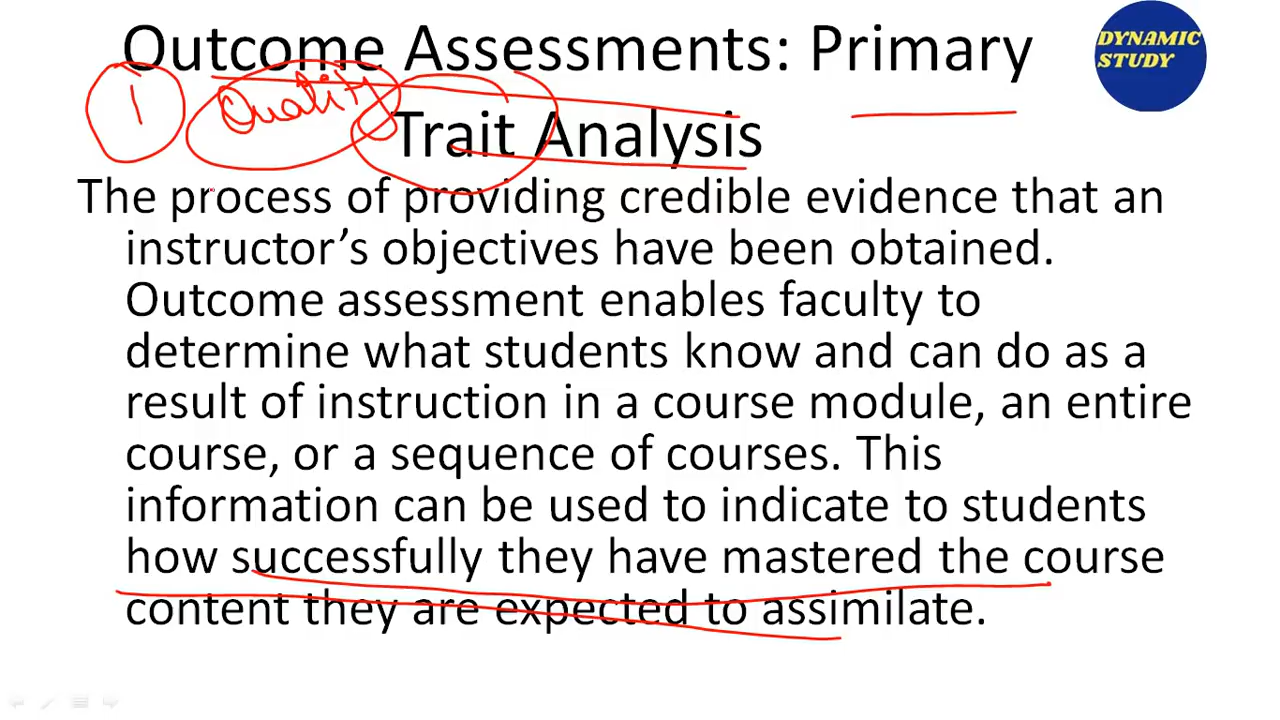 Outcome Assessments: Primary
DYNAMIC
STUDY
1 Quality
Trait Analysis
The process of providing credible evidence that an
instructor’s objectives have been obtained.
Outcome assessment enables faculty to
determine what students know and can do as a
result of instruction in a course module, an entire
course, or a sequence of courses. This
information can be used to indicate to students
how successfully they have mastered the course
content they are expected to assimilate.